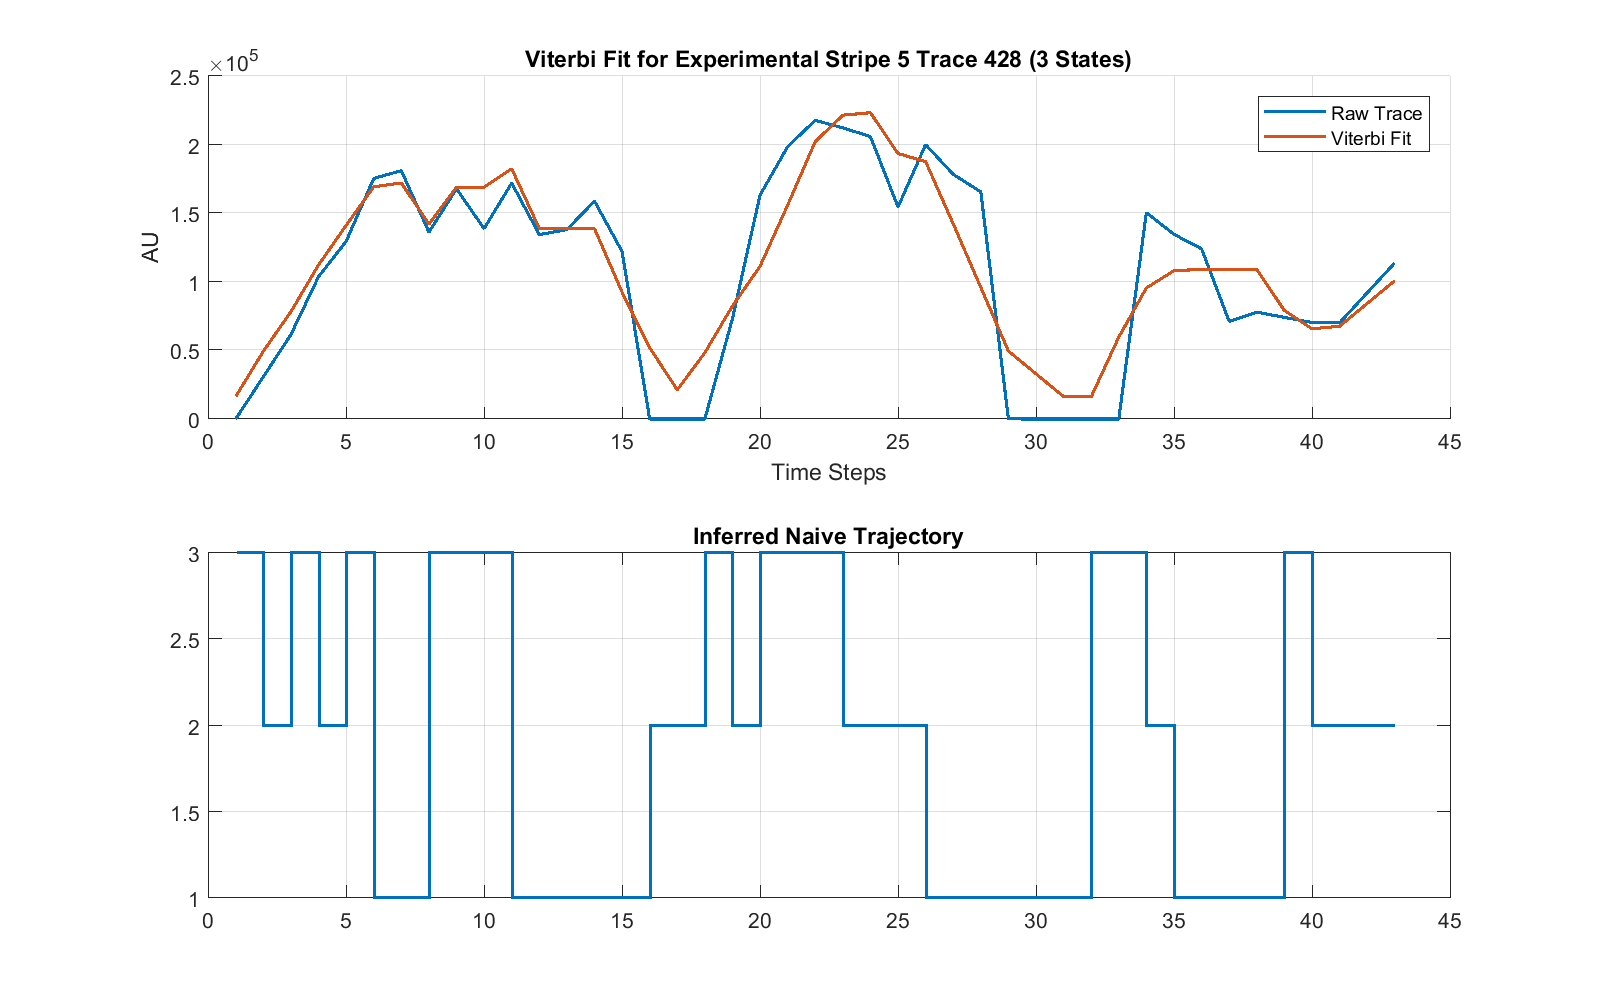 Viterbi Fit for Experimental Stripe 5 Trace 428 (3 States)
×10^5
2.5
2
1.5
1
0.5
0
AU
Raw Trace
Viterbi Fit
0 5 10 15 20 25 30 35 40 45
Time Steps
Inferred Naive Trajectory
3
2.5
2
1.5
1
0 5 10 15 20 25 30 35 40 45